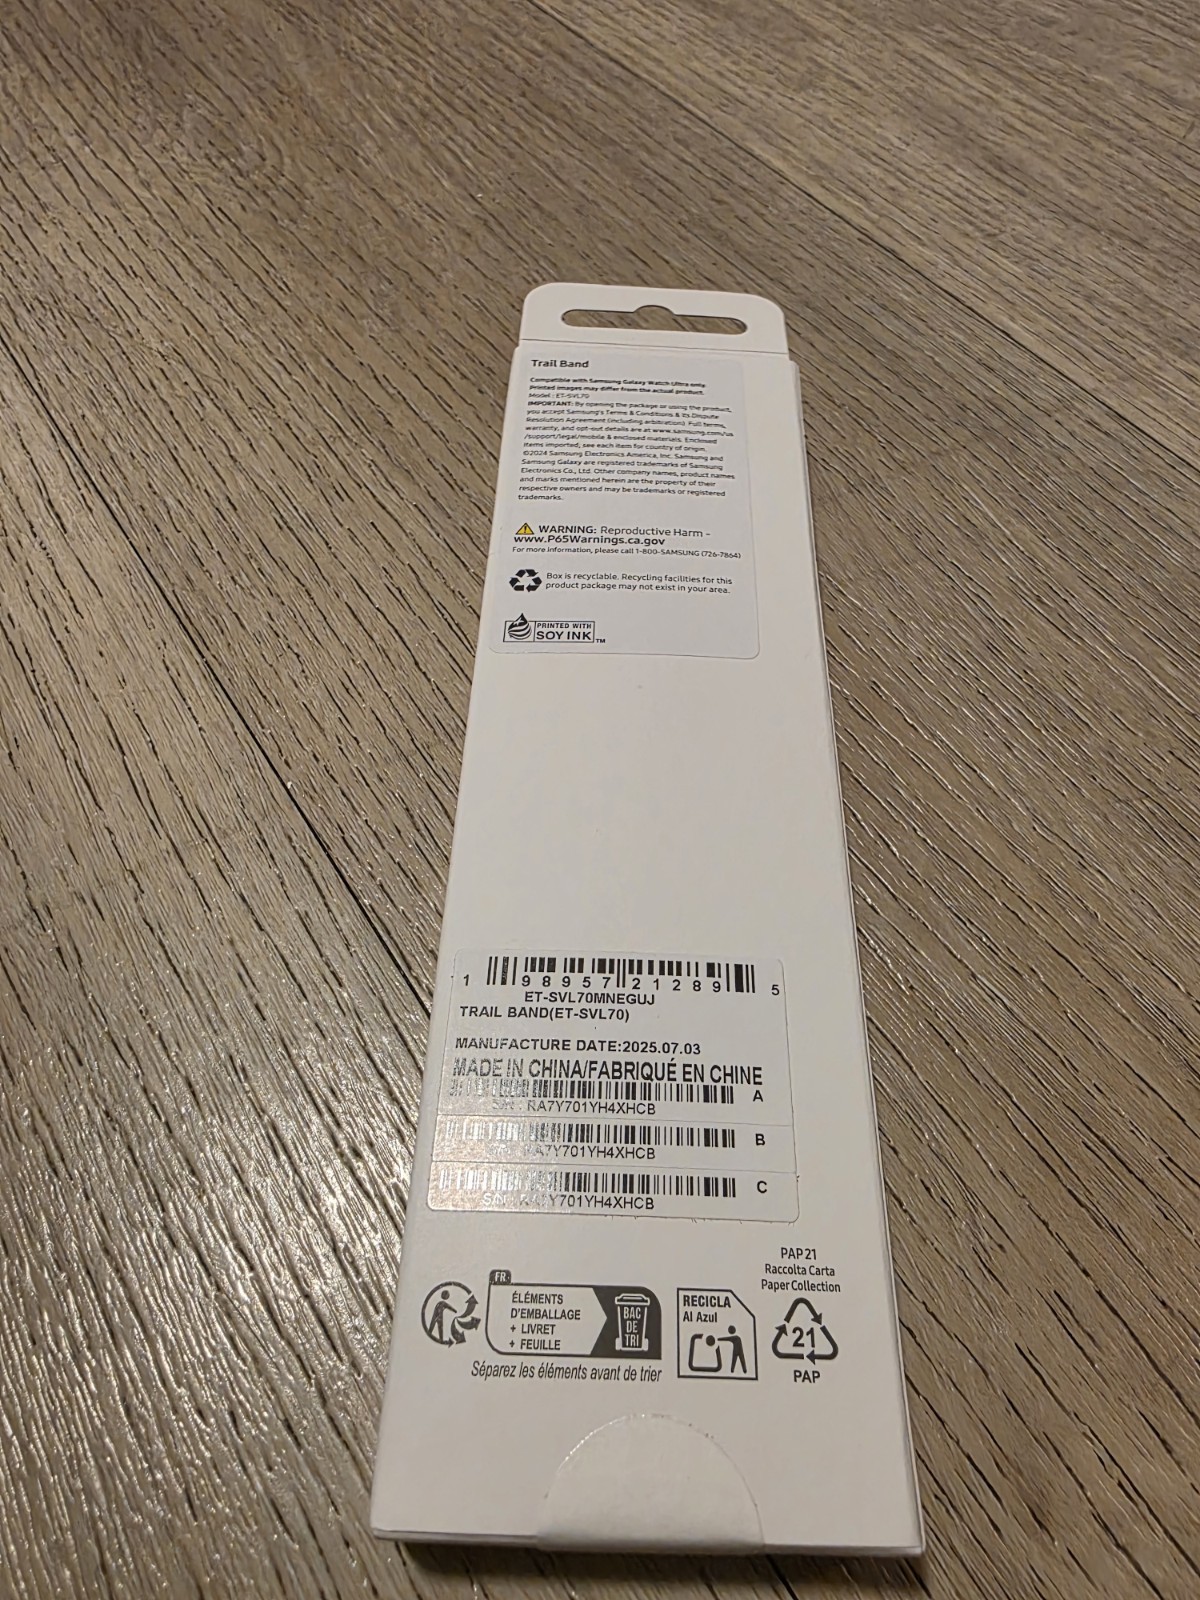 Trail Band
Compatible with Samsung Galaxy Watch Ultra only.
Printed images may differ from the actual product.
Model : ET-SVL70
IMPORTANT: By opening the package or using the product,
you accept Samsung's Terms & Conditions & its Dispute
Resolution Agreement (including arbitration). Full terms,
warranty, and opt-out details are at www.samsung.com/us
/support/legal/mobile & enclosed materials. Enclosed
items imported, see each item for country of origin.
©2024 Samsung Electronics America, Inc. Samsung and
Samsung Galaxy are registered trademarks of Samsung
Electronics Co., Ltd. Other company names, product names
and marks mentioned herein are the property of their
respective owners and may be trademarks or registered
trademarks.
WARNING: Reproductive Harm -
www.P65Warnings.ca.gov
For more information, please call 1-800-SAMSUNG (726-7864)
Box is recyclable. Recycling facilities for this
product package may not exist in your area.
PRINTED WITH
SOY INK™
1 98957 21289 5
ET-SVL70MNEGUJ
TRAIL BAND(ET-SVL70)
MANUFACTURE DATE:2025.07.03
MADE IN CHINA/FABRIQUÉ EN CHINE
A
S/N : RA7Y701YH4XHCB
B
RA7Y701YH4XHCB
C
S/N : RA7Y701YH4XHCB
PAP 21
Raccolta Carta
Paper Collection
FR
ÉLÉMENTS
D'EMBALLAGE
+ LIVRET
+ FEUILLE
BAC
DE
TRI
Séparez les éléments avant de trier
RECICLA
Al Azul
21
PAP